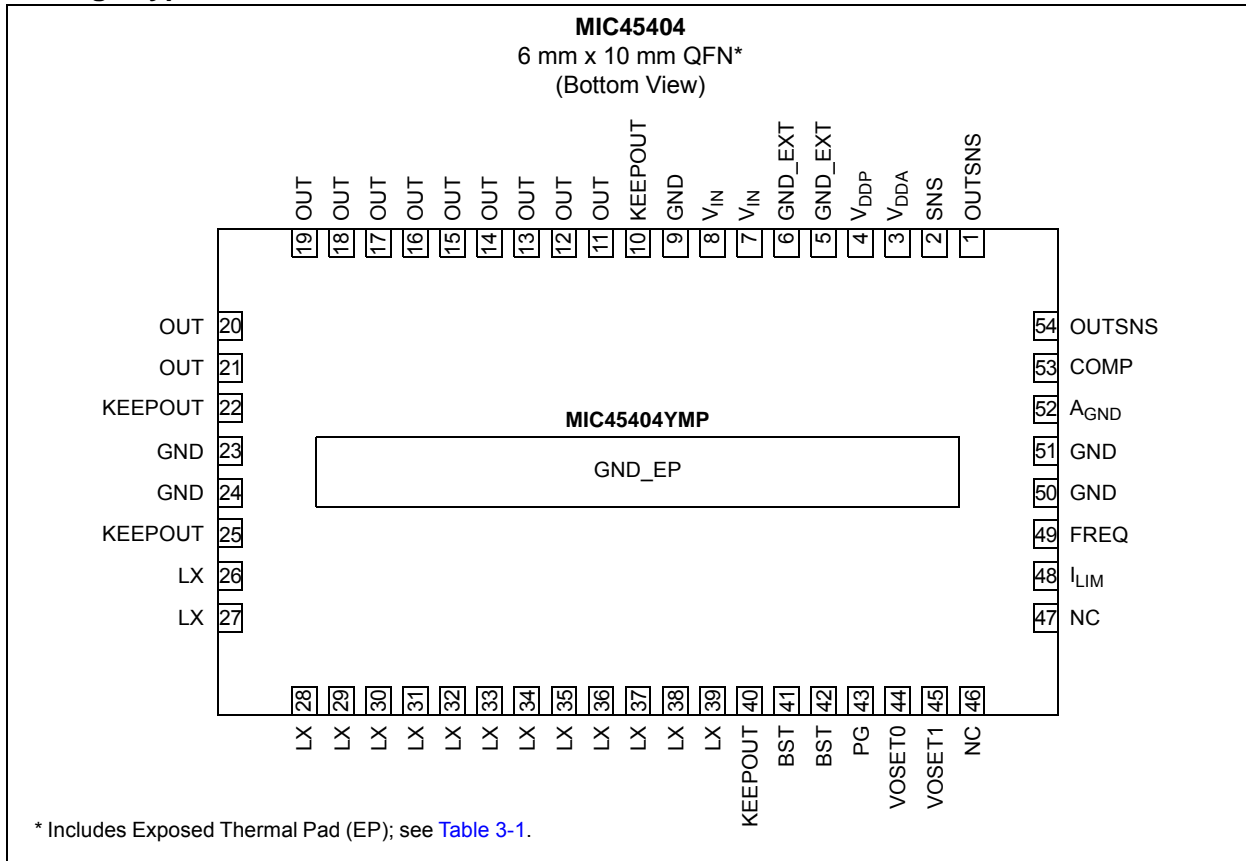 MIC45404
6 mm x 10 mm QFN*
(Bottom View)
OUT
OUT
OUT
OUT
OUT
OUT
OUT
OUT
OUT
KEEPOUT
GND
VIN
VIN
GND_EXT
GND_EXT
VDDP
VDDA
SNS
OUTSNS
19
18
17
16
15
14
13
12
11
10
9
8
7
6
5
4
3
2
1
OUT 20
OUT 21
KEEPOUT 22
GND 23
GND 24
KEEPOUT 25
LX 26
LX 27
MIC45404YMP
GND_EP
54 OUTSNS
53 COMP
52 AGND
51 GND
50 GND
49 FREQ
48 ILIM
47 NC
28
29
30
31
32
33
34
35
36
37
38
39
40
41
42
43
44
45
46
LX
LX
LX
LX
LX
LX
LX
LX
LX
LX
LX
LX
KEEPOUT
BST
BST
PG
VOSET0
VOSET1
NC
* Includes Exposed Thermal Pad (EP); see Table 3-1.